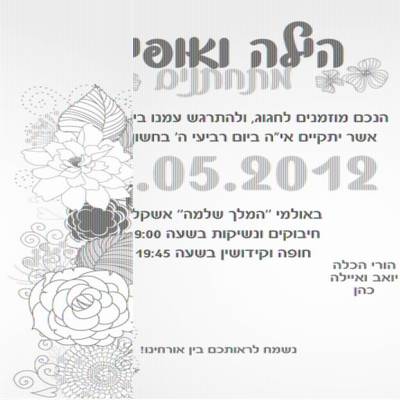 הילה ואופי
מתחתנים
הנכם מוזמנים לחגוג, ולהתרגש עמנו בי
אשר יתקיים אי"ה ביום רביעי ה' בחשון
.05.2012
באולמי "המלך שלמה" אשקל
חיבוקים ונשיקות בשעה 9:00
חופה וקידושין בשעה 19:45
הורי הכלה
יואב ואיילה
כהן
נשמח לראותכם בין אורחינו!